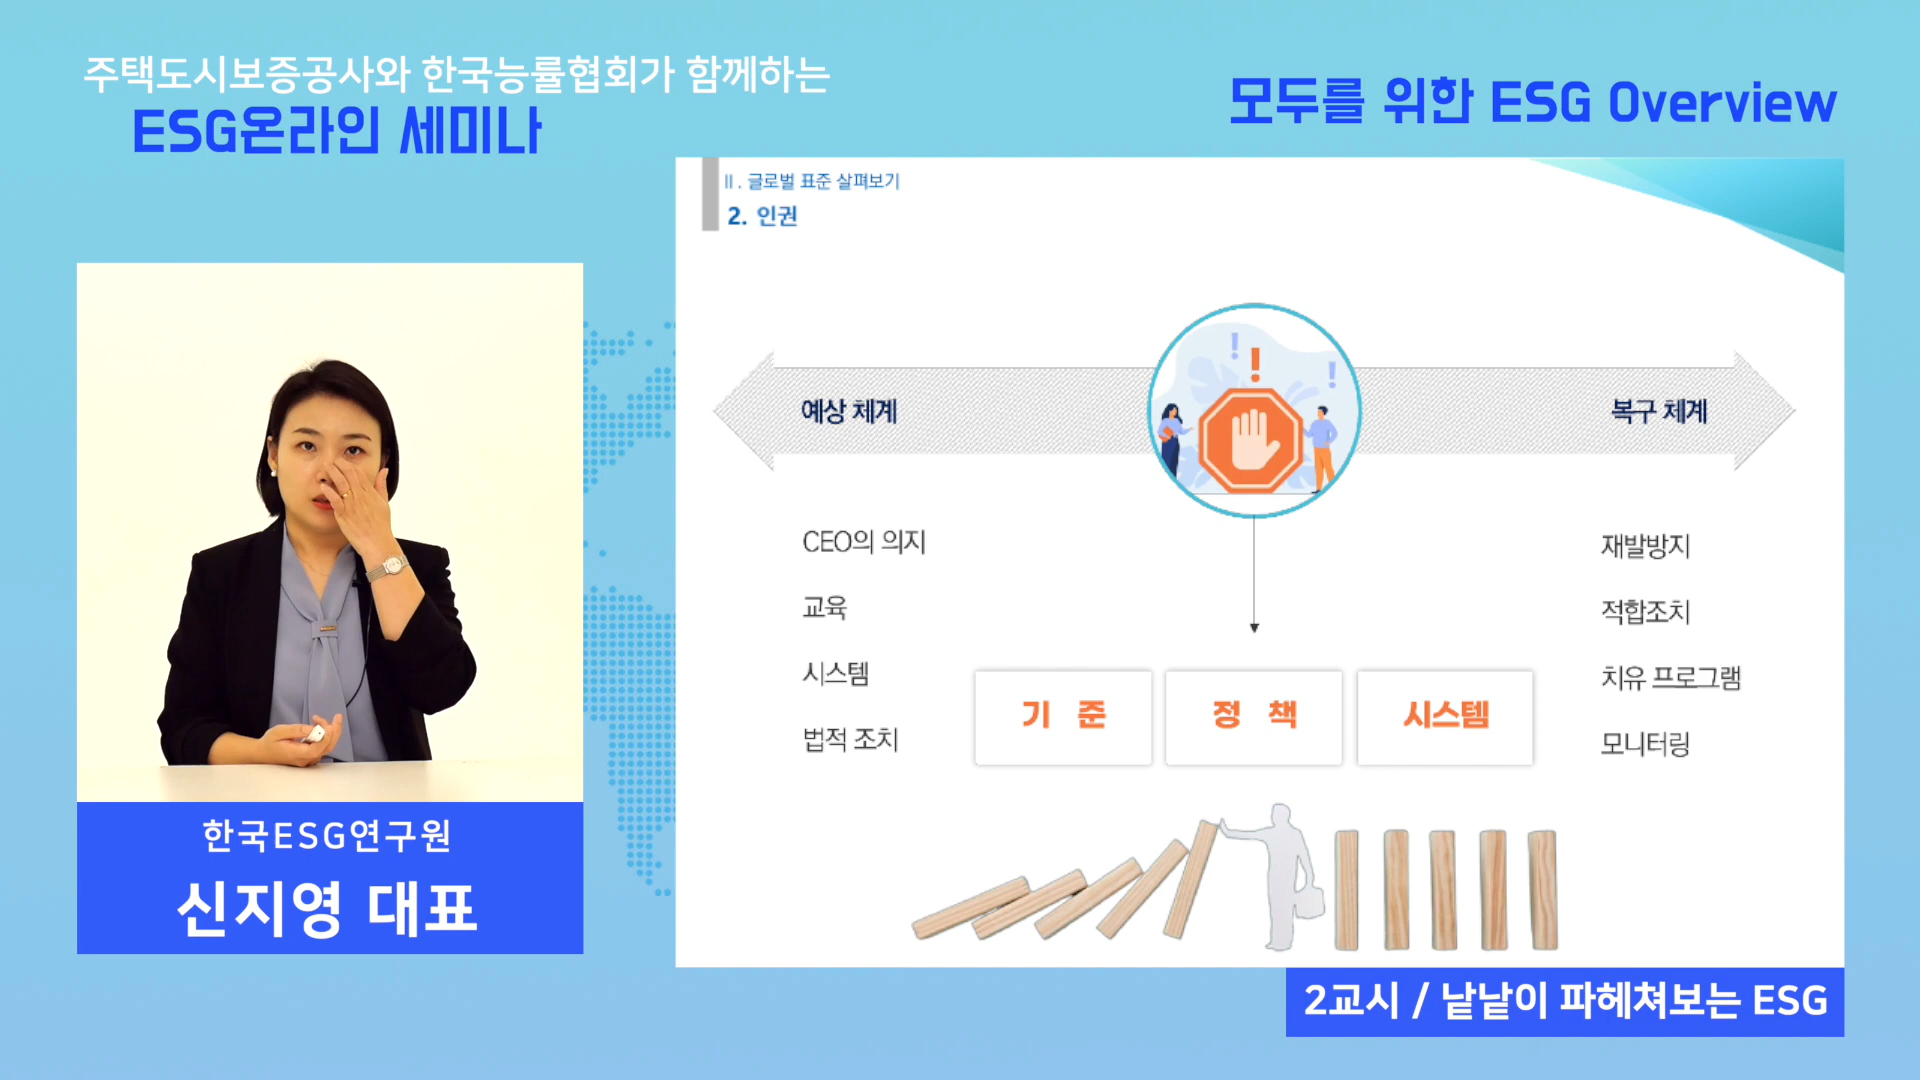 주택도시보증공사와 한국능률협회가 함께하는
ESG온라인 세미나
모두를 위한 ESG Overview
Ⅱ. 글로벌 표준 살펴보기
2. 인권
예상 체계
복구 체계
CEO의 의지
교육
시스템
법적 조치
기 준
정 책
시스템
재발방지
적합조치
치유 프로그램
모니터링
한국ESG연구원
신지영 대표
2교시 / 낱낱이 파헤쳐보는 ESG